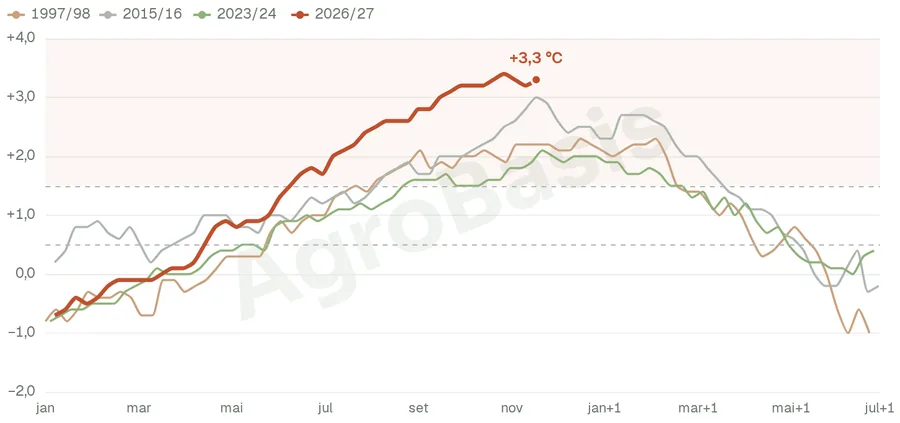 1997/98 2015/16 2023/24 2026/27
+4,0
+3,3 °C
+3,0
+2,0
+1,0
0,0
−1,0
−2,0
AgroBasis
jan mar mai jul set nov jan+1 mar+1 mai+1 jul+1